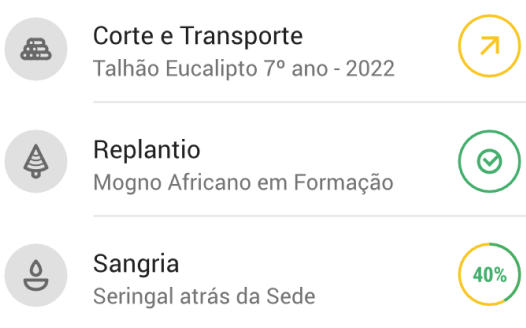 Corte e Transporte
Talhão Eucalipto 7º ano - 2022
Replantio
Mogno Africano em Formação
Sangria
Seringal atrás da Sede
40%